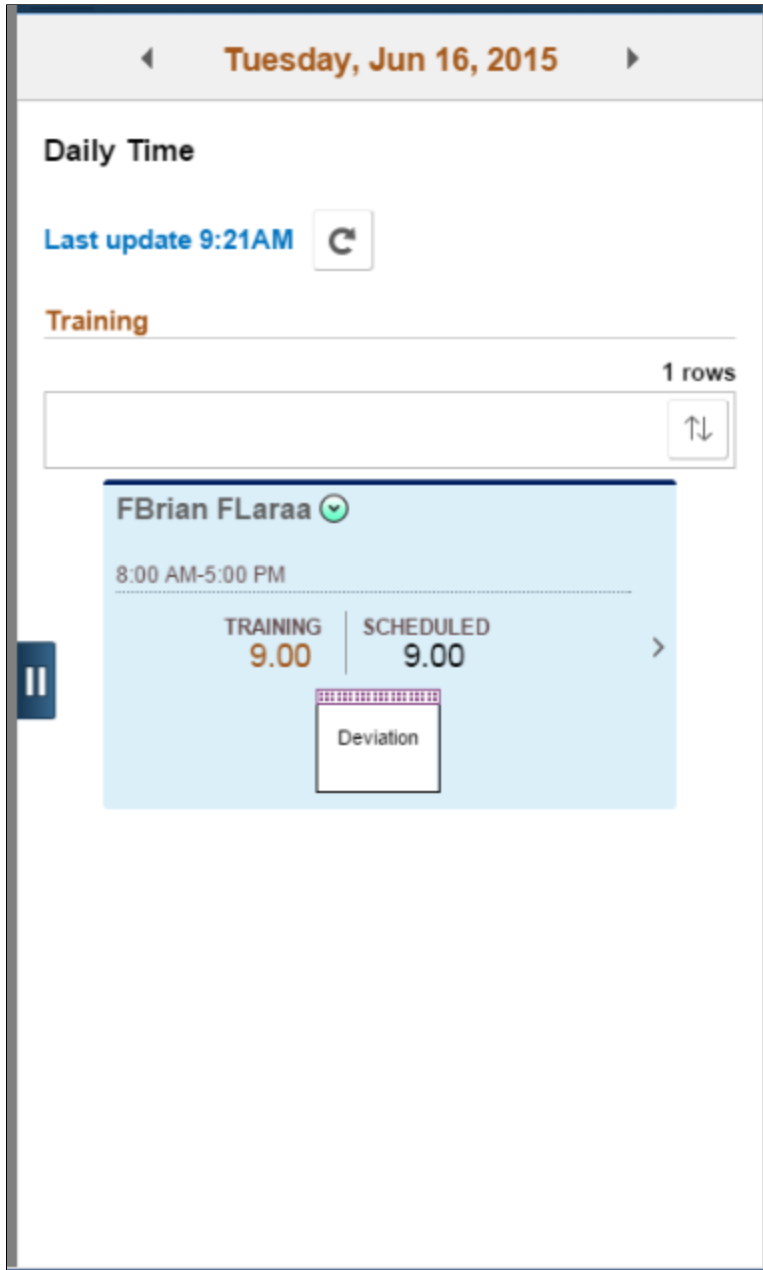 Tuesday, Jun 16, 2015
Daily Time
Last update 9:21AM
Training
1 rows
FBrian FLaraa
8:00 AM-5:00 PM
TRAINING SCHEDULED
9.00 9.00
Deviation